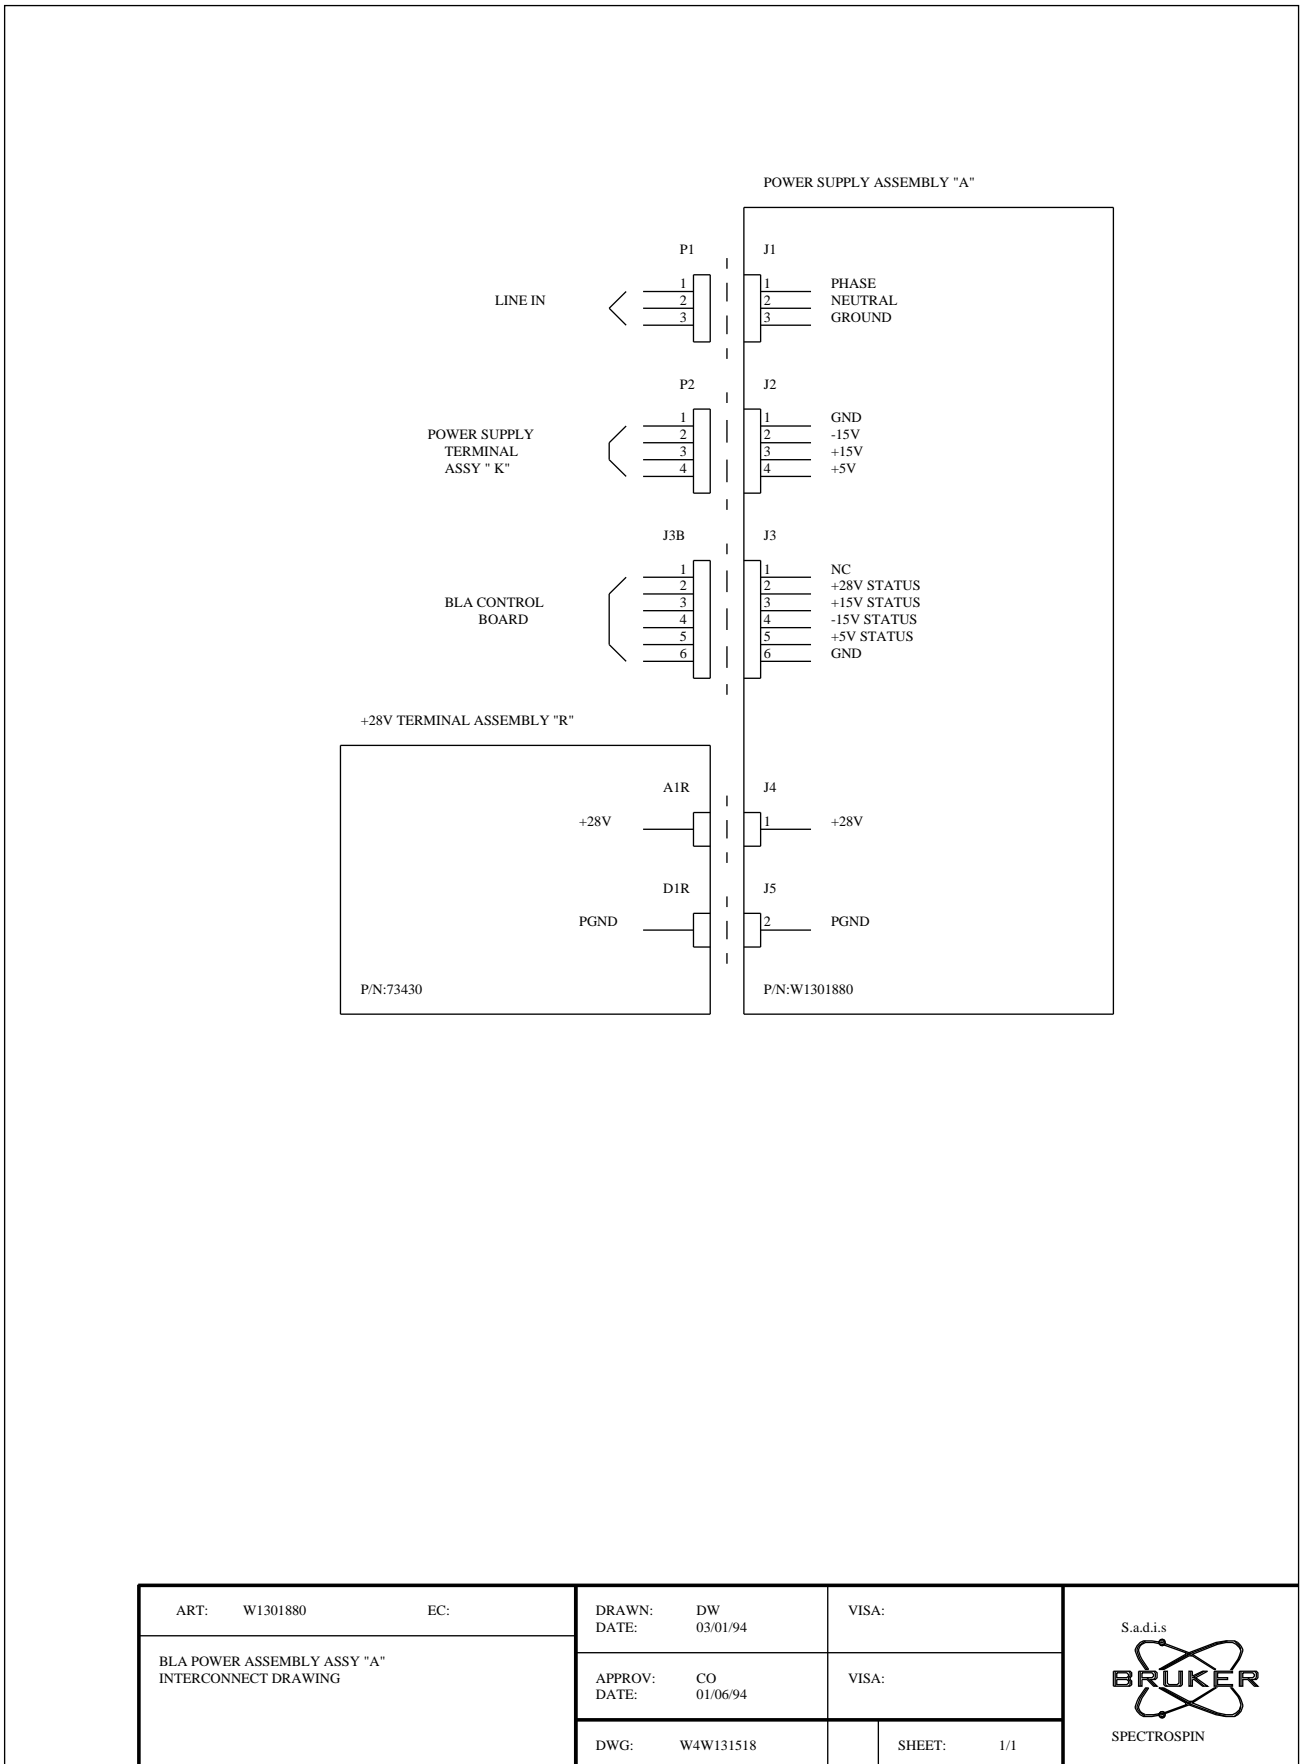 POWER SUPPLY ASSEMBLY "A"
P1 J1
1 1 PHASE
LINE IN 2 2 NEUTRAL
3 3 GROUND
P2 J2
1 1 GND
POWER SUPPLY 2 2 -15V
TERMINAL 3 3 +15V
ASSY " K" 4 4 +5V
J3B J3
1 1 NC
2 2 +28V STATUS
BLA CONTROL 3 3 +15V STATUS
BOARD 4 4 -15V STATUS
5 5 +5V STATUS
6 6 GND
+28V TERMINAL ASSEMBLY "R"
A1R J4
+28V 1 +28V
D1R J5
PGND 2 PGND
P/N:73430 P/N:W1301880
ART: W1301880 EC:
BLA POWER ASSEMBLY ASSY "A"
INTERCONNECT DRAWING
DRAWN: DW VISA:
DATE: 03/01/94
APPROV: CO VISA:
DATE: 01/06/94
DWG: W4W131518 SHEET: 1/1
S.a.d.i.s
BRUKER
SPECTROSPIN